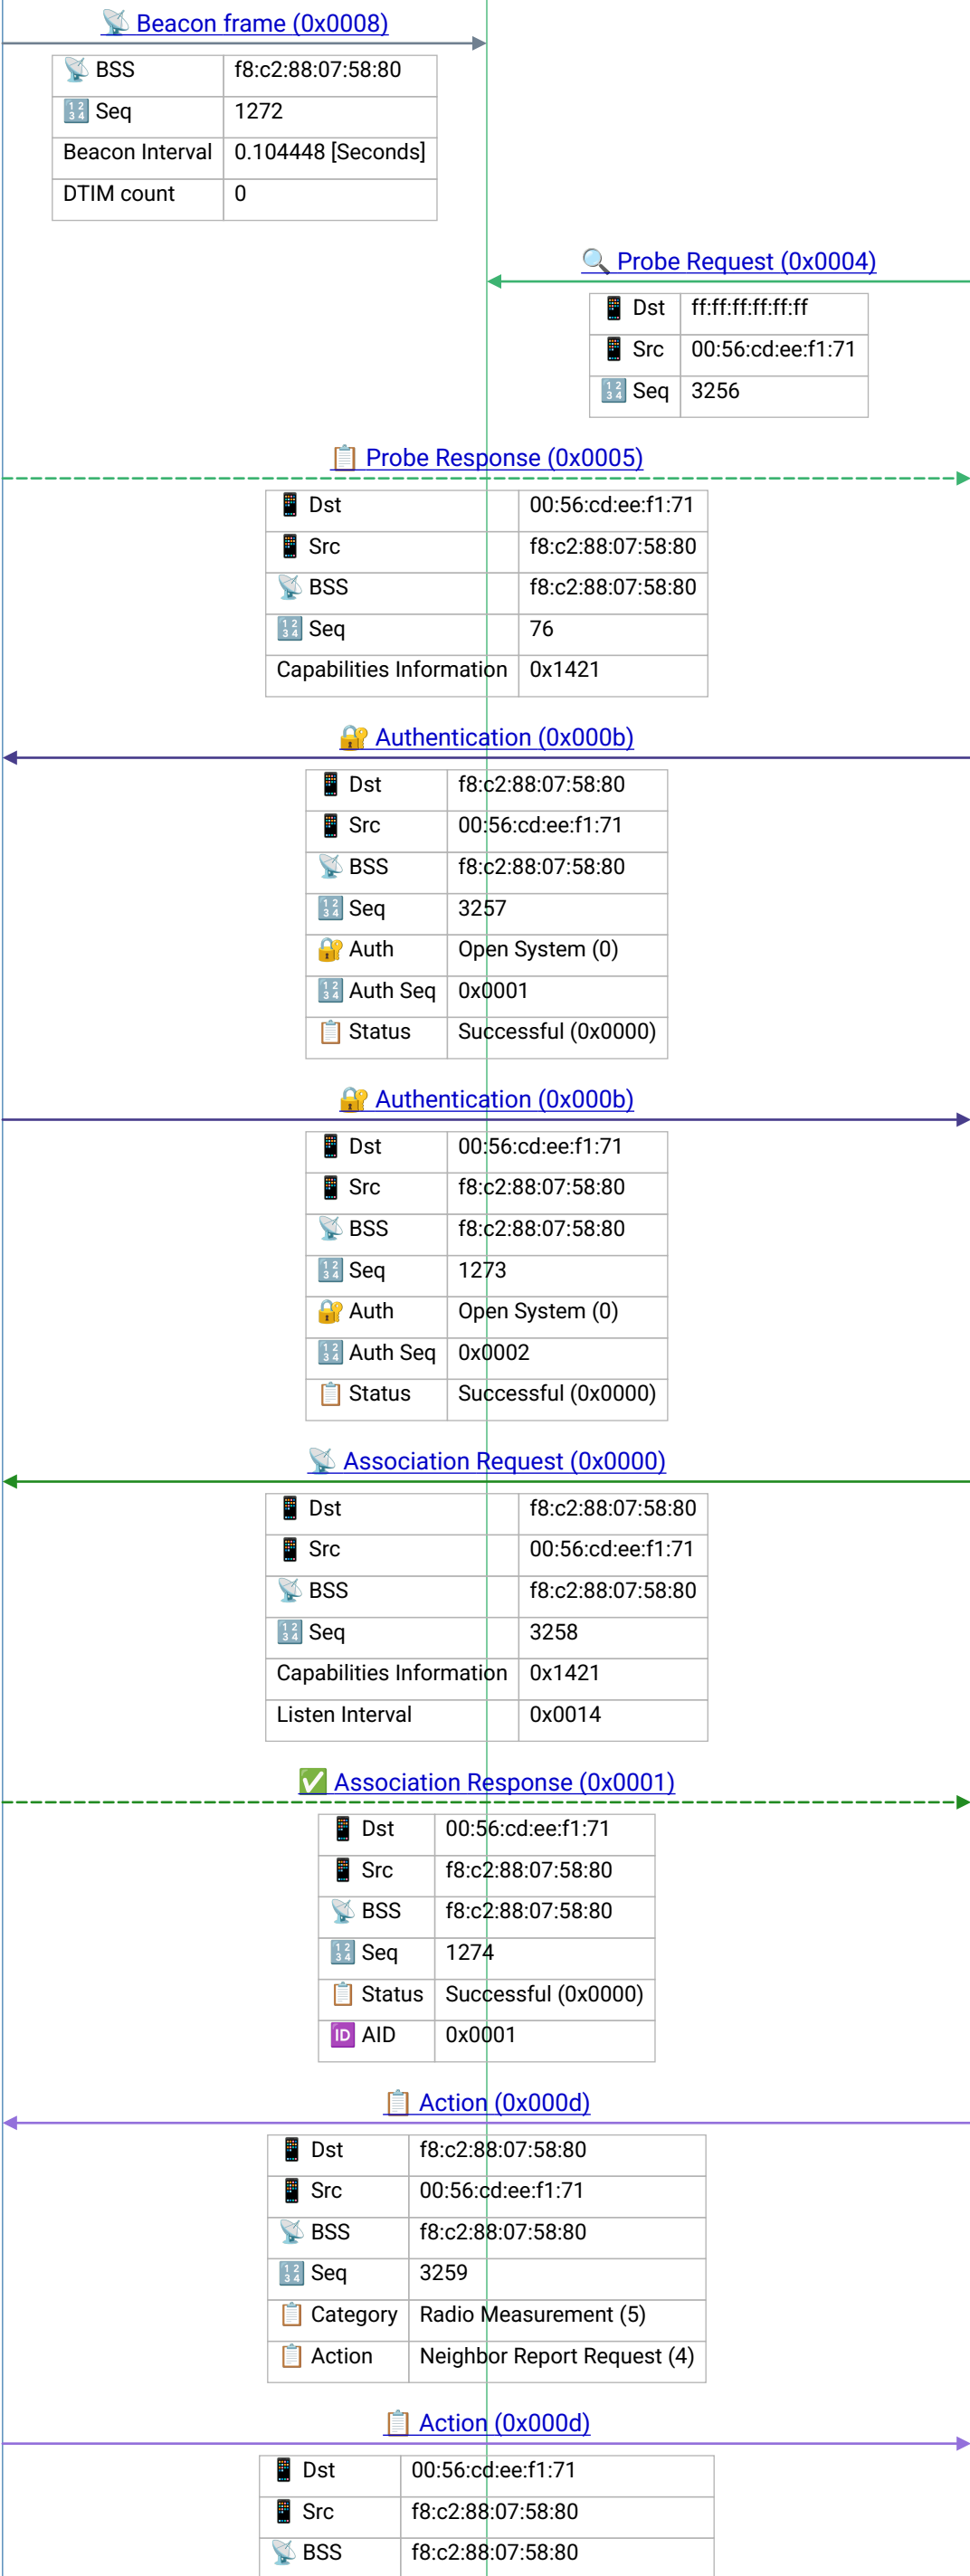 📡 Beacon frame (0x0008)
📡 BSS f8:c2:88:07:58:80
🔢 Seq 1272
Beacon Interval 0.104448 [Seconds]
DTIM count 0
🔍 Probe Request (0x0004)
📱 Dst ff:ff:ff:ff:ff:ff
📱 Src 00:56:cd:ee:f1:71
🔢 Seq 3256
📋 Probe Response (0x0005)
📱 Dst 00:56:cd:ee:f1:71
📱 Src f8:c2:88:07:58:80
📡 BSS f8:c2:88:07:58:80
🔢 Seq 76
Capabilities Information 0x1421
🔐 Authentication (0x000b)
📱 Dst f8:c2:88:07:58:80
📱 Src 00:56:cd:ee:f1:71
📡 BSS f8:c2:88:07:58:80
🔢 Seq 3257
🔐 Auth Open System (0)
🔢 Auth Seq 0x0001
📋 Status Successful (0x0000)
🔐 Authentication (0x000b)
📱 Dst 00:56:cd:ee:f1:71
📱 Src f8:c2:88:07:58:80
📡 BSS f8:c2:88:07:58:80
🔢 Seq 1273
🔐 Auth Open System (0)
🔢 Auth Seq 0x0002
📋 Status Successful (0x0000)
📡 Association Request (0x0000)
📱 Dst f8:c2:88:07:58:80
📱 Src 00:56:cd:ee:f1:71
📡 BSS f8:c2:88:07:58:80
🔢 Seq 3258
Capabilities Information 0x1421
Listen Interval 0x0014
✅ Association Response (0x0001)
📱 Dst 00:56:cd:ee:f1:71
📱 Src f8:c2:88:07:58:80
📡 BSS f8:c2:88:07:58:80
🔢 Seq 1274
📋 Status Successful (0x0000)
🆔 AID 0x0001
📋 Action (0x000d)
📱 Dst f8:c2:88:07:58:80
📱 Src 00:56:cd:ee:f1:71
📡 BSS f8:c2:88:07:58:80
🔢 Seq 3259
📋 Category Radio Measurement (5)
📋 Action Neighbor Report Request (4)
📋 Action (0x000d)
📱 Dst 00:56:cd:ee:f1:71
📱 Src f8:c2:88:07:58:80
📡 BSS f8:c2:88:07:58:80